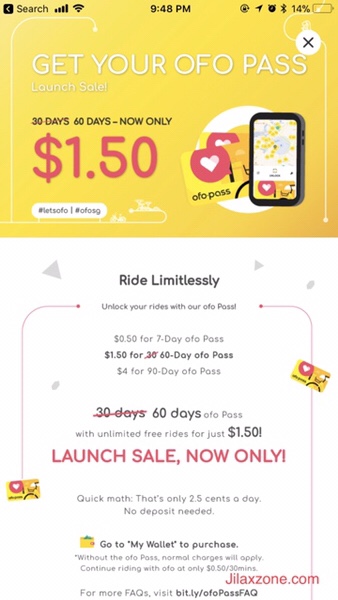 Search 9:48 PM 14%
GET YOUR OFO PASS
Launch Sale!
30 DAYS 60 DAYS – NOW ONLY
$1.50
ofo pass
#letsofo | #ofosg
Ride Limitlessly
Unlock your rides with our ofo Pass!
$0.50 for 7-Day ofo Pass
$1.50 for 30 60-Day ofo Pass
$4 for 90-Day ofo Pass
30 days 60 days ofo Pass
with unlimited free rides for just $1.50!
LAUNCH SALE, NOW ONLY!
Quick math: That's only 2.5 cents a day.
No deposit needed.
Go to "My Wallet" to purchase.
*Without the ofo Pass, normal charges will apply.
Continue riding with ofo at only $0.50/30mins.
For more FAQs, visit bit.ly/ofoPassFAQ
Jilaxzone.com